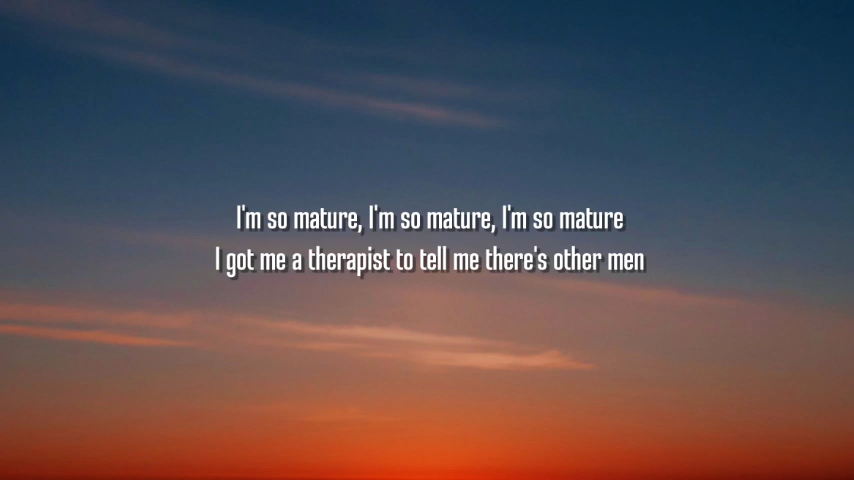 I'm so mature, I'm so mature, I'm so mature
I got me a therapist to tell me there's other men